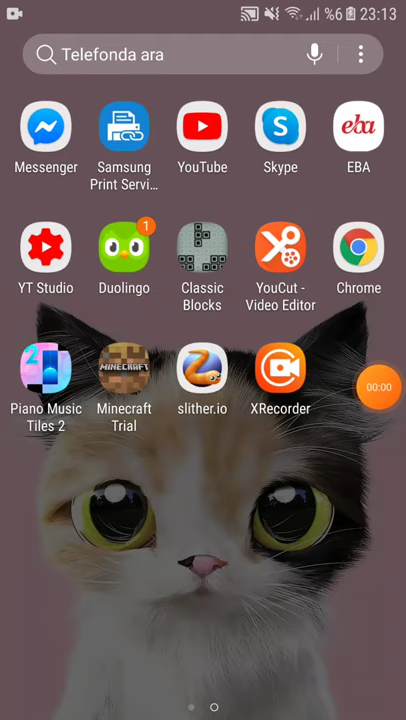 %6 23:13
Telefonda ara
Messenger
Samsung
Print Servi...
YouTube
Skype
eba
EBA
YT Studio
1
Duolingo
Classic
Blocks
YouCut -
Video Editor
Chrome
2
Piano Music
Tiles 2
MINECRAFT
Minecraft
Trial
slither.io
XRecorder
00:00